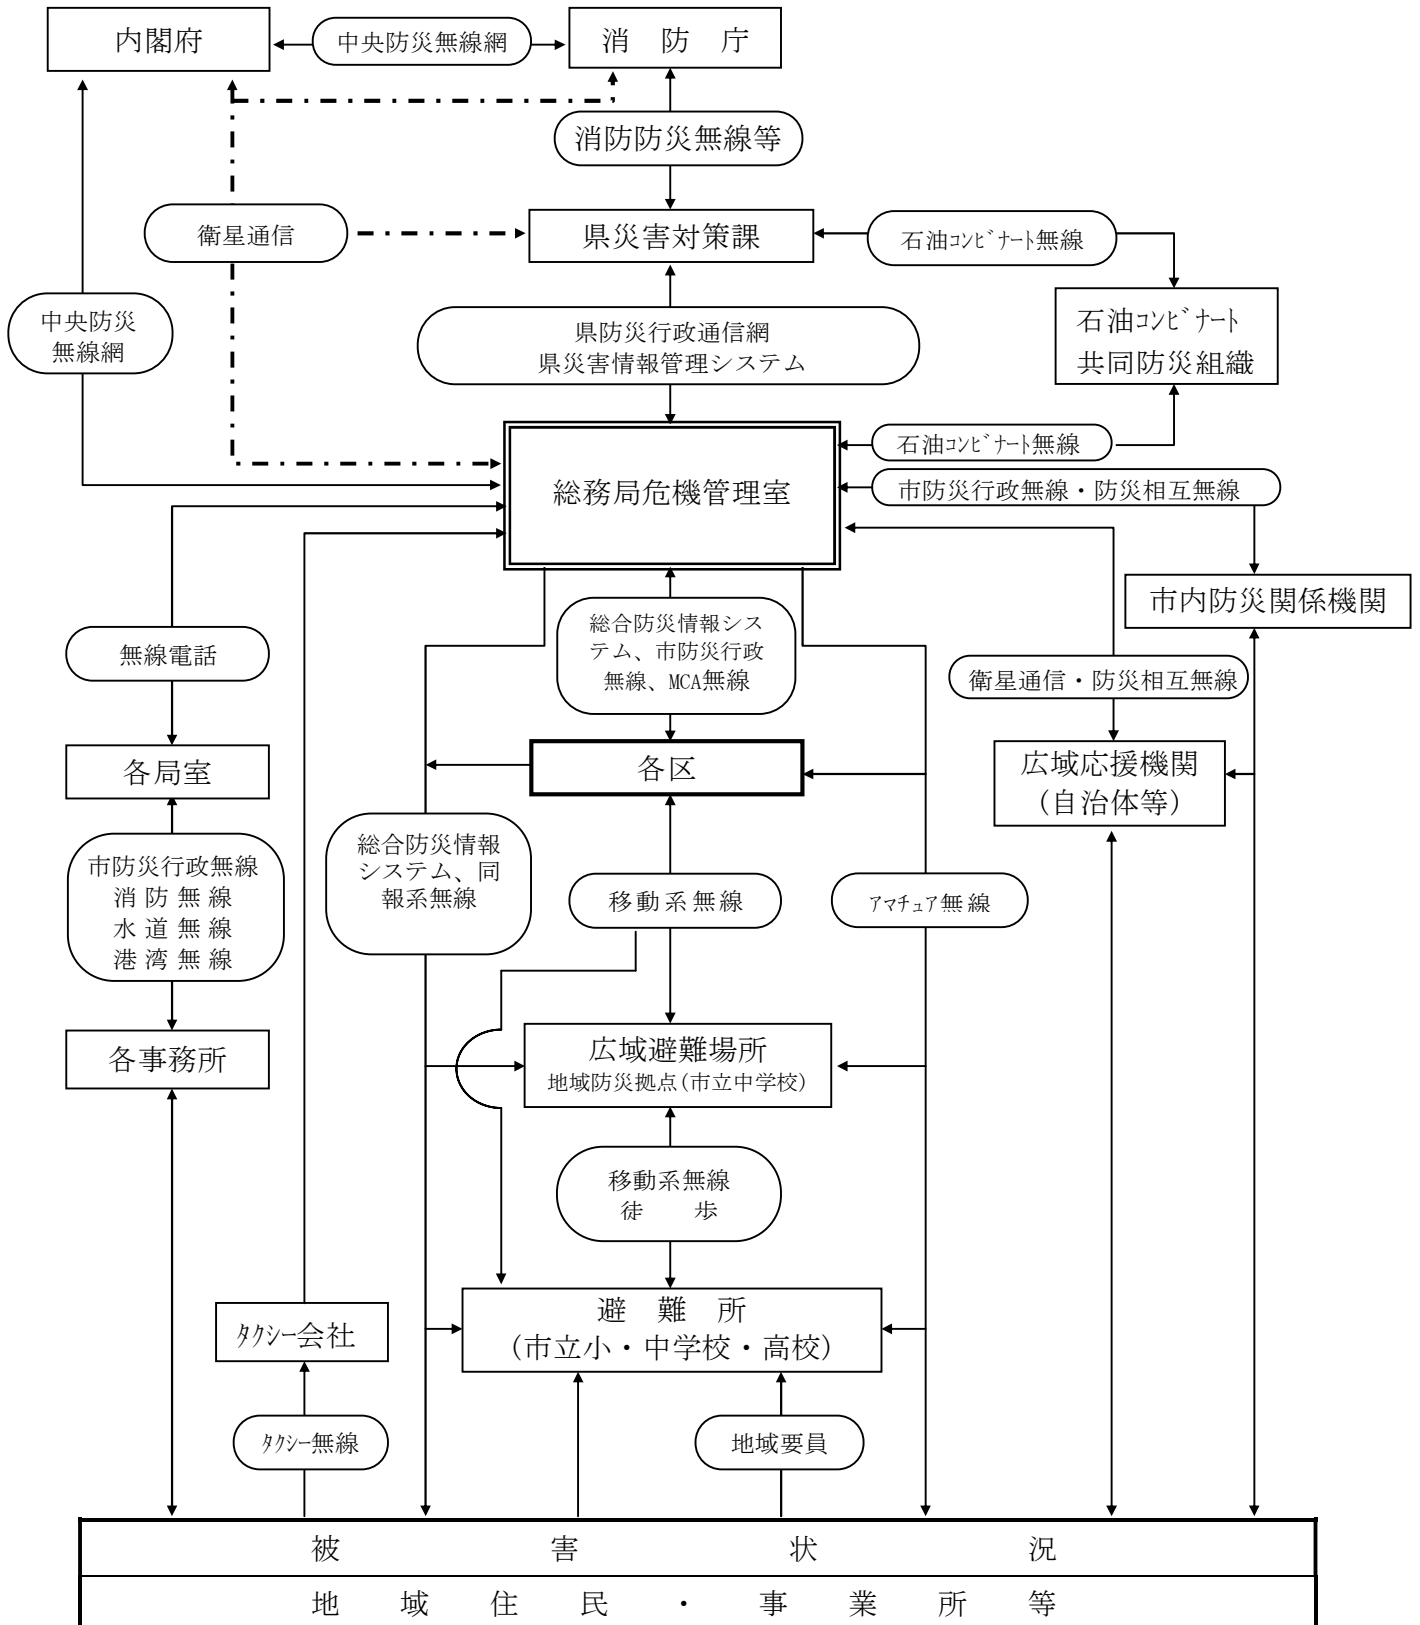 内閣府
中央防災無線網
消 防 庁
消防防災無線等
衛星通信
県災害対策課
石油コンビナート無線
中央防災
無線網
県防災行政通信網
県災害情報管理システム
石油コンビナート
共同防災組織
石油コンビナート無線
総務局危機管理室
市防災行政無線・防災相互無線
市内防災関係機関
総合防災情報シス
テム、市防災行政
無線、MCA無線
無線電話
衛星通信・防災相互無線
各局室
各区
広域応援機関
(自治体等)
総合防災情報
システム、同
報系無線
市防災行政無線
消 防 無 線
水 道 無 線
港 湾 無 線
移動系無線
アマチュア無線
各事務所
広域避難場所
地域防災拠点(市立中学校)
移動系無線
徒 歩
避 難 所
(市立小・中学校・高校)
タクシー会社
タクシー無線
地域要員
被 害 状 況
地 域 住 民 ・ 事 業 所 等